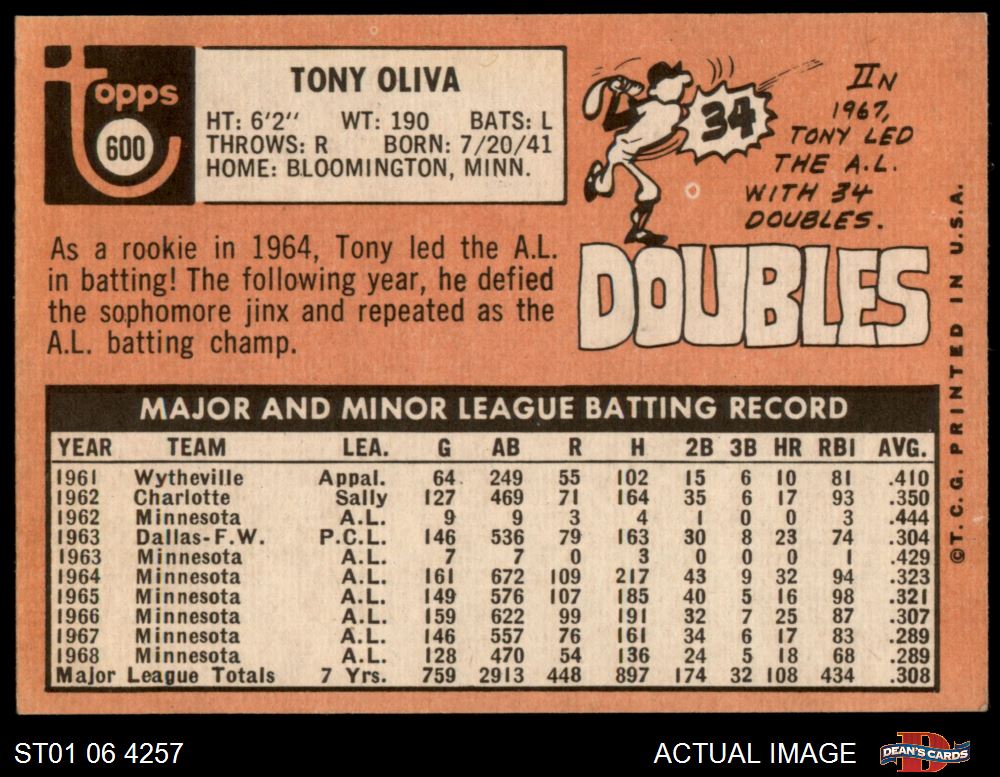 topps
600
TONY OLIVA
HT: 6'2" WT: 190 BATS: L
THROWS: R BORN: 7/20/41
HOME: BLOOMINGTON, MINN.
34
IN
1967,
TONY LED
THE A.L.
WITH 34
DOUBLES.
DOUBLES
As a rookie in 1964, Tony led the A.L.
in batting! The following year, he defied
the sophomore jinx and repeated as the
A.L. batting champ.
MAJOR AND MINOR LEAGUE BATTING RECORD
YEAR TEAM LEA. G AB R H 2B 3B HR RBI AVG.
1961 Wytheville Appal. 64 249 55 102 15 6 10 81 .410
1962 Charlotte Sally 127 469 71 164 35 6 17 93 .350
1962 Minnesota A.L. 9 9 3 4 1 0 0 3 .444
1963 Dallas-F.W. P.C.L. 146 536 79 163 30 8 23 74 .304
1963 Minnesota A.L. 7 7 0 3 0 0 0 1 .429
1964 Minnesota A.L. 161 672 109 217 43 9 32 94 .323
1965 Minnesota A.L. 149 576 107 185 40 5 16 98 .321
1966 Minnesota A.L. 159 622 99 191 32 7 25 87 .307
1967 Minnesota A.L. 146 557 76 161 34 6 17 83 .289
1968 Minnesota A.L. 128 470 54 136 24 5 18 68 .289
Major League Totals 7 Yrs. 759 2913 448 897 174 32 108 434 .308
©T. C. G. PRINTED IN U.S.A.
ST01 06 4257
ACTUAL IMAGE
DEAN'S CARDS